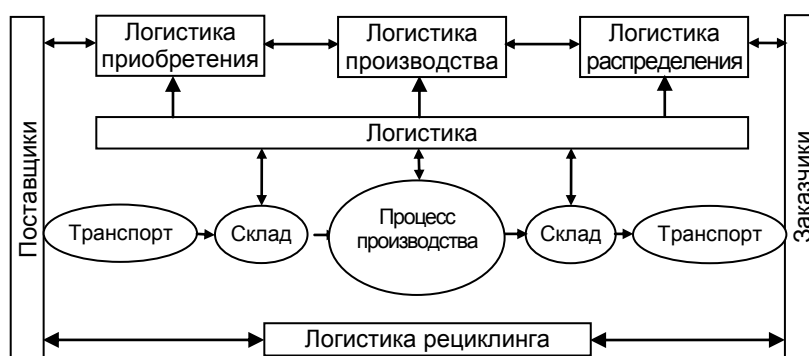 Поставщики
Логистика
приобретения
Логистика
производства
Логистика
распределения
Логистика
Транспорт
Склад
Процесс
производства
Склад
Транспорт
Логистика рециклинга
Заказчики